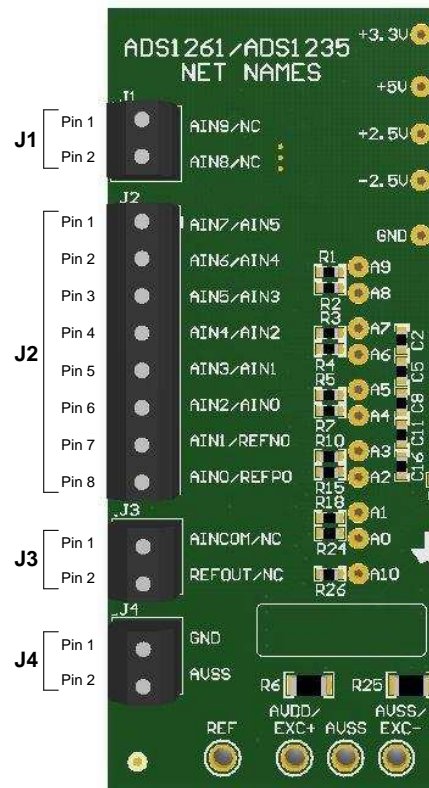 ADS1261/ADS1235
NET NAMES
+3.3V
+5V
+2.5V
-2.5V
GND
J1
J1
Pin 1
AIN9/NC
Pin 2
AIN8/NC
J2
J2
Pin 1
AIN7/AIN5
Pin 2
AIN6/AIN4
Pin 3
AIN5/AIN3
Pin 4
AIN4/AIN2
Pin 5
AIN3/AIN1
Pin 6
AIN2/AIN0
Pin 7
AIN1/REFN0
Pin 8
AIN0/REFP0
R1
A9
A8
R2
R3
A7
A6
R4
R5
A5
A4
R7
R10
A3
A2
R15
R18
A1
A0
R24
A10
R26
C2
C5
C8
C11
C16
J3
J3
Pin 1
AINCOM/NC
Pin 2
REFOUT/NC
J4
J4
Pin 1
GND
Pin 2
AVSS
R6
R25
REF
AVDD/
EXC+
AVSS
AVSS/
EXC-